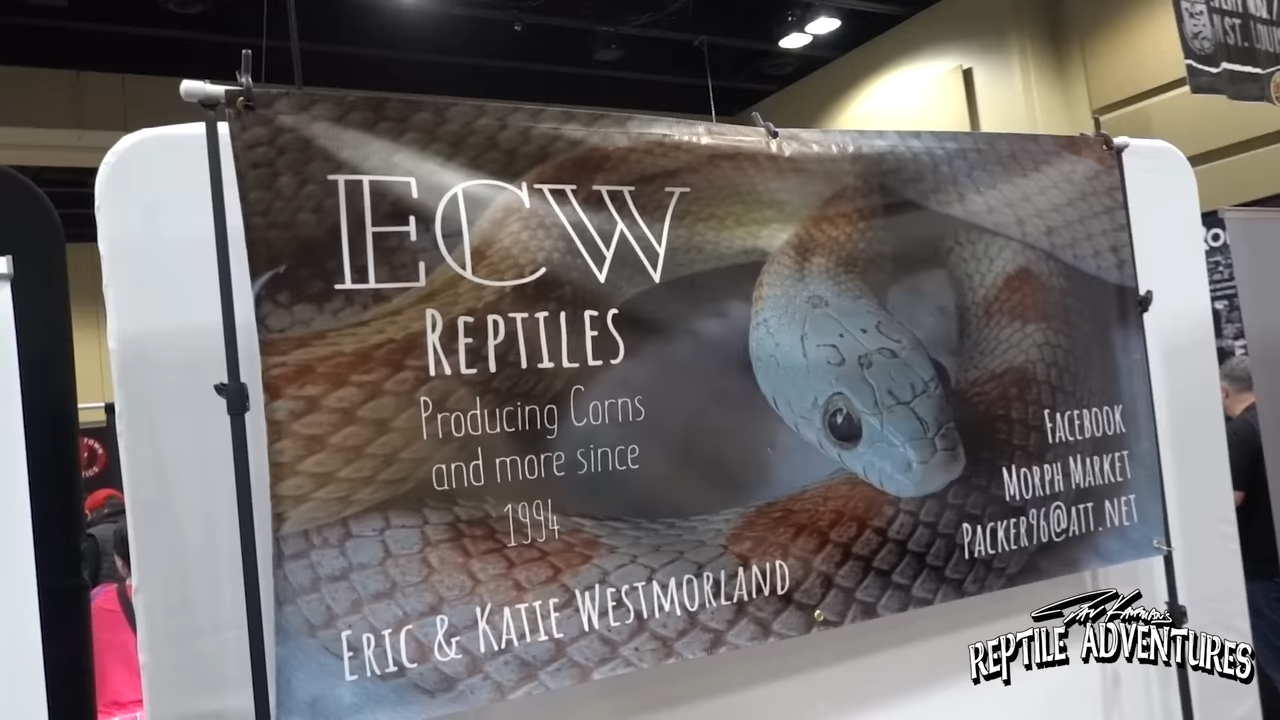 ECW
REPTILES
Producing Corns
and more since
1994
ERIC & KATIE WESTMORLAND
FACEBOOK
MORPH MARKET
PACKER96@ATT.NET
REPTILE ADVENTURES